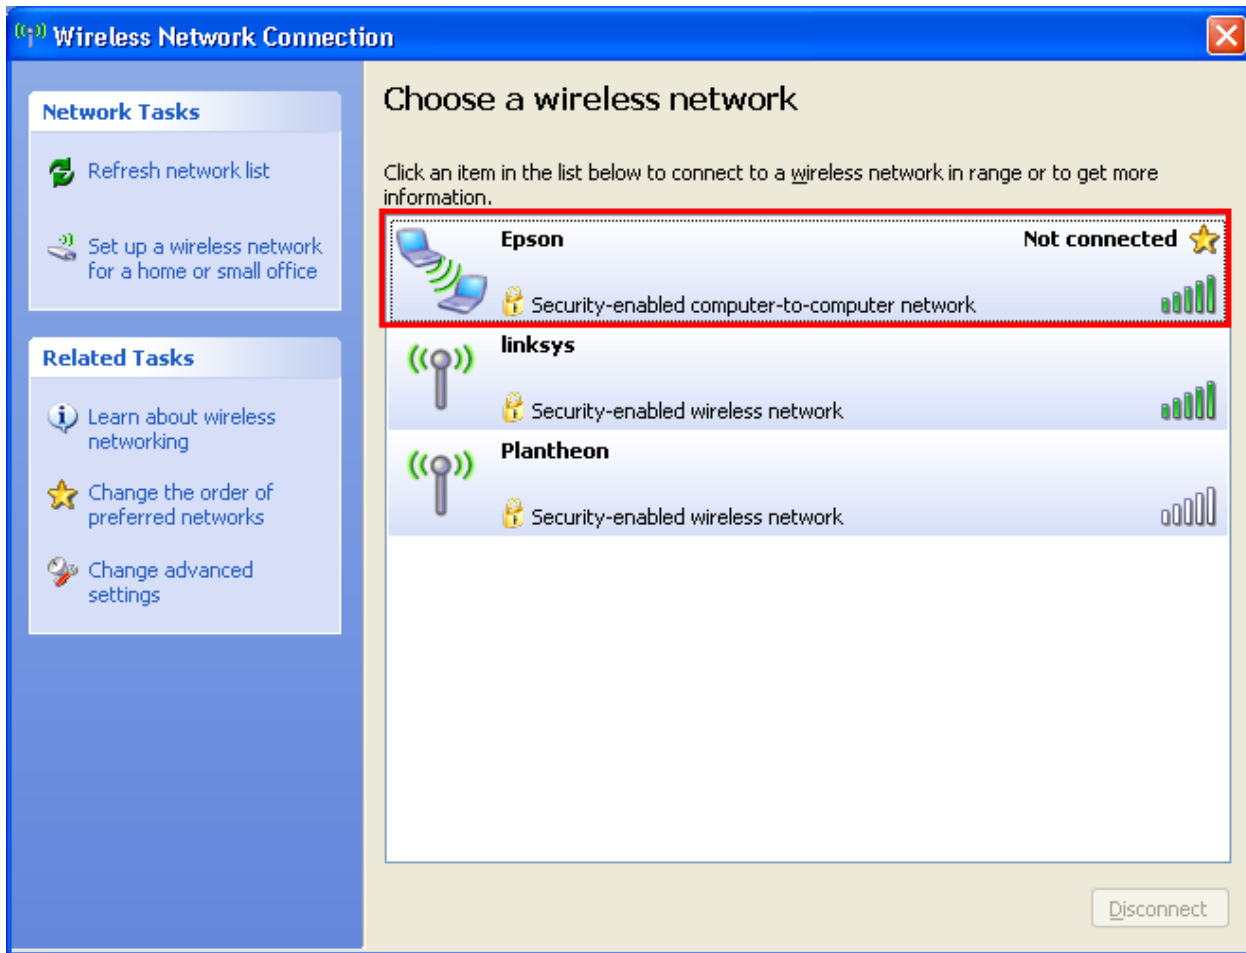 Wireless Network Connection
Network Tasks
Refresh network list
Set up a wireless network
for a home or small office
Related Tasks
Learn about wireless
networking
Change the order of
preferred networks
Change advanced
settings
Choose a wireless network
Click an item in the list below to connect to a wireless network in range or to get more
information.
Epson Not connected
Security-enabled computer-to-computer network
linksys
Security-enabled wireless network
Plantheon
Security-enabled wireless network
Disconnect